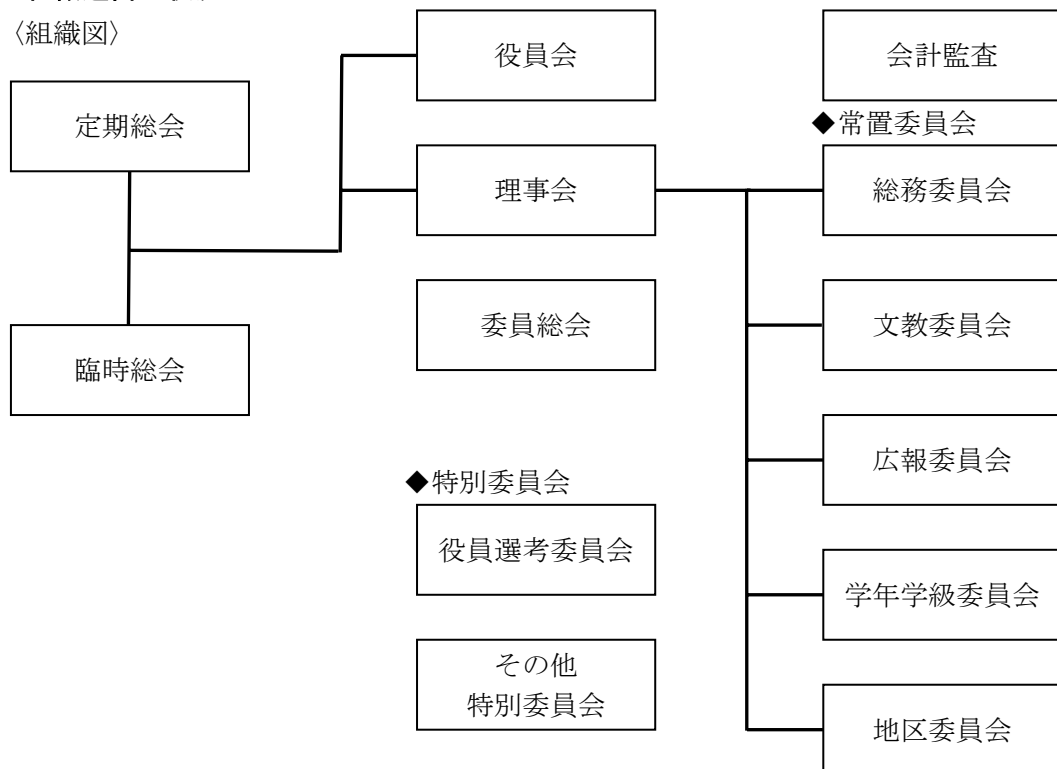 〈組織図〉
定期総会
臨時総会
役員会
理事会
委員総会
◆特別委員会
役員選考委員会
その他
特別委員会
会計監査
◆常置委員会
総務委員会
文教委員会
広報委員会
学年学級委員会
地区委員会